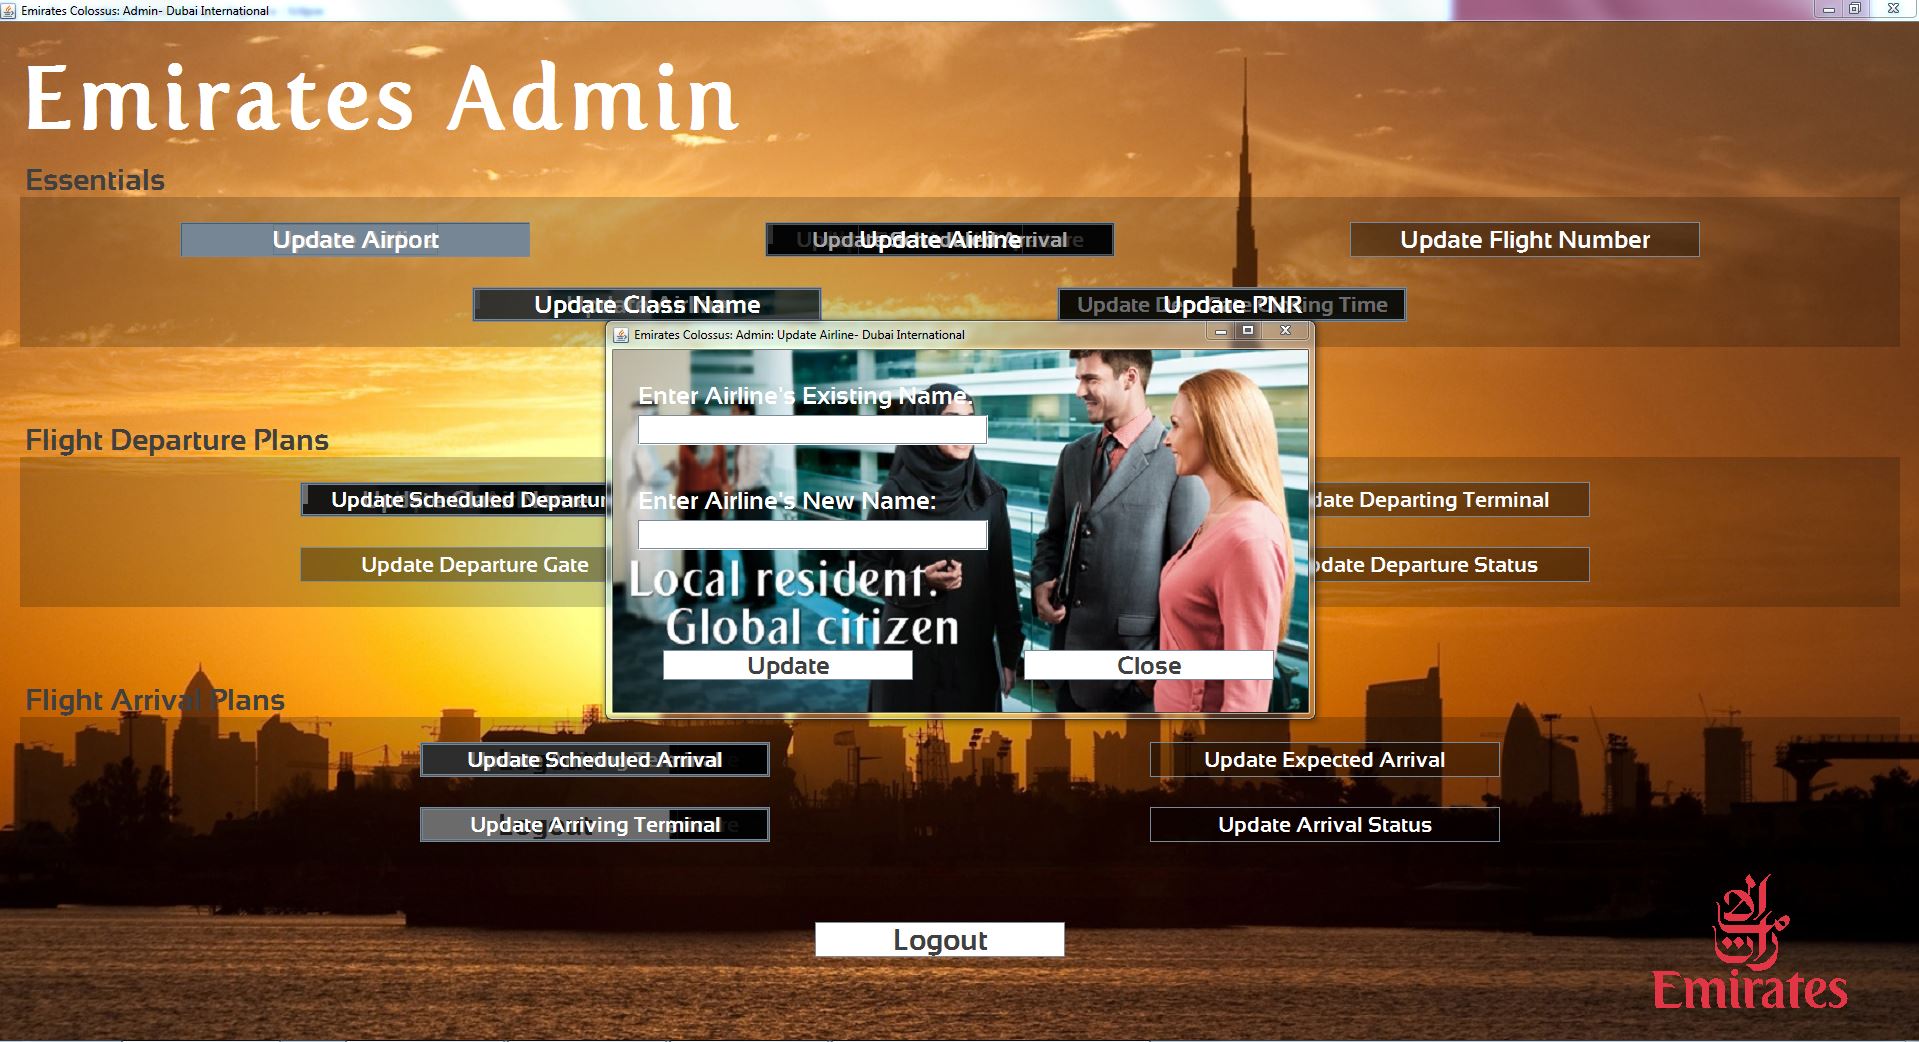 Emirates Colossus: Admin- Dubai International
Emirates Admin
Essentials
Update Airport
Update Airline
Update Flight Number
Update Class Name
Update PNR
Emirates Colossus: Admin: Update Airline- Dubai International
Enter Airline's Existing Name:
Enter Airline's New Name:
Local resident.
Global citizen
Update
Close
Flight Departure Plans
Update Scheduled Departur
date Departing Terminal
Update Departure Gate
pdate Departure Status
Flight Arrival Plans
Update Scheduled Arrival
Update Expected Arrival
Update Arriving Terminal
Update Arrival Status
Logout
امارات
Emirates